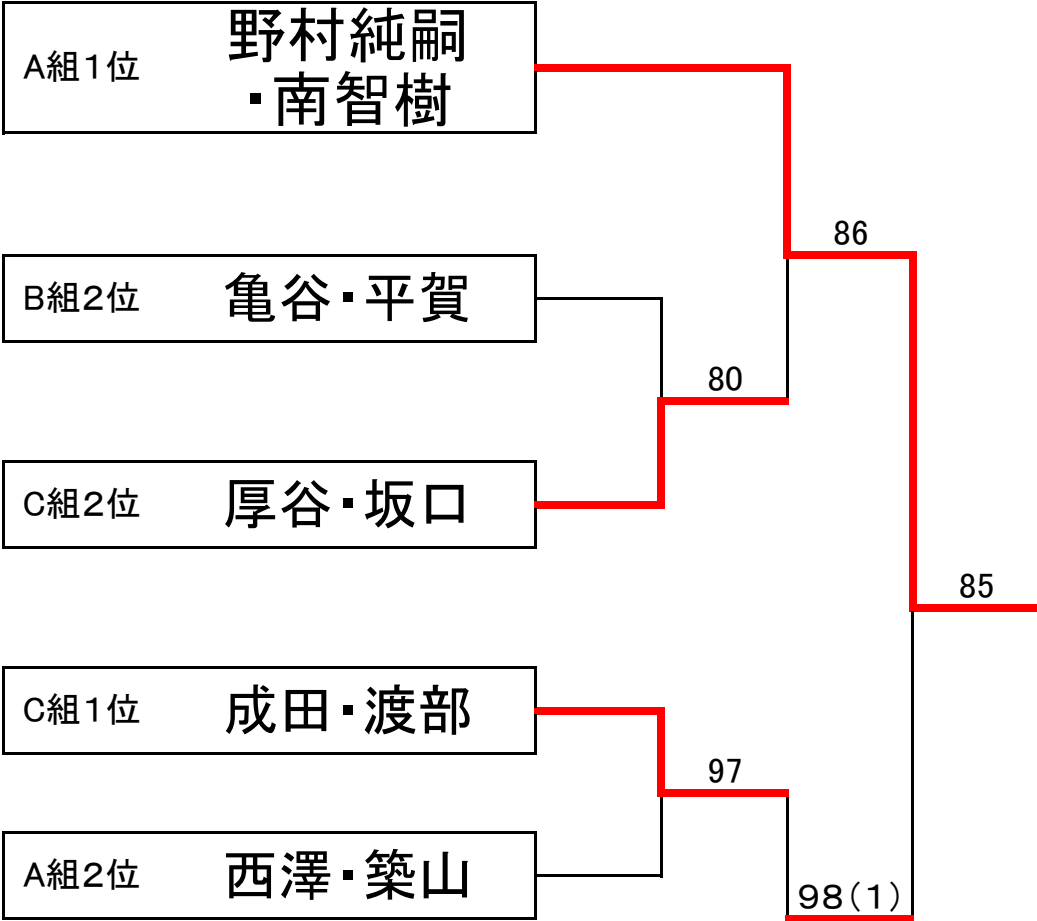 A組1位
野村純嗣
・南智樹
86
B組2位
亀谷・平賀
80
C組2位
厚谷・坂口
85
C組1位
成田・渡部
97
A組2位
西澤・築山
98(1)